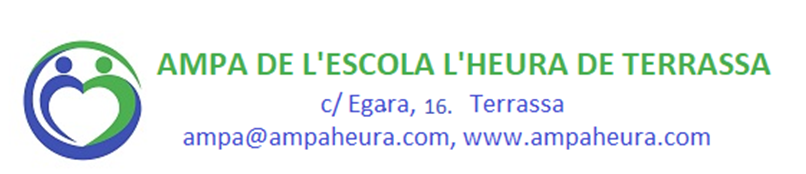 AMPA DE L'ESCOLA L'HEURA DE TERRASSA
c/ Egara, 16. Terrassa
ampa@ampaheura.com, www.ampaheura.com